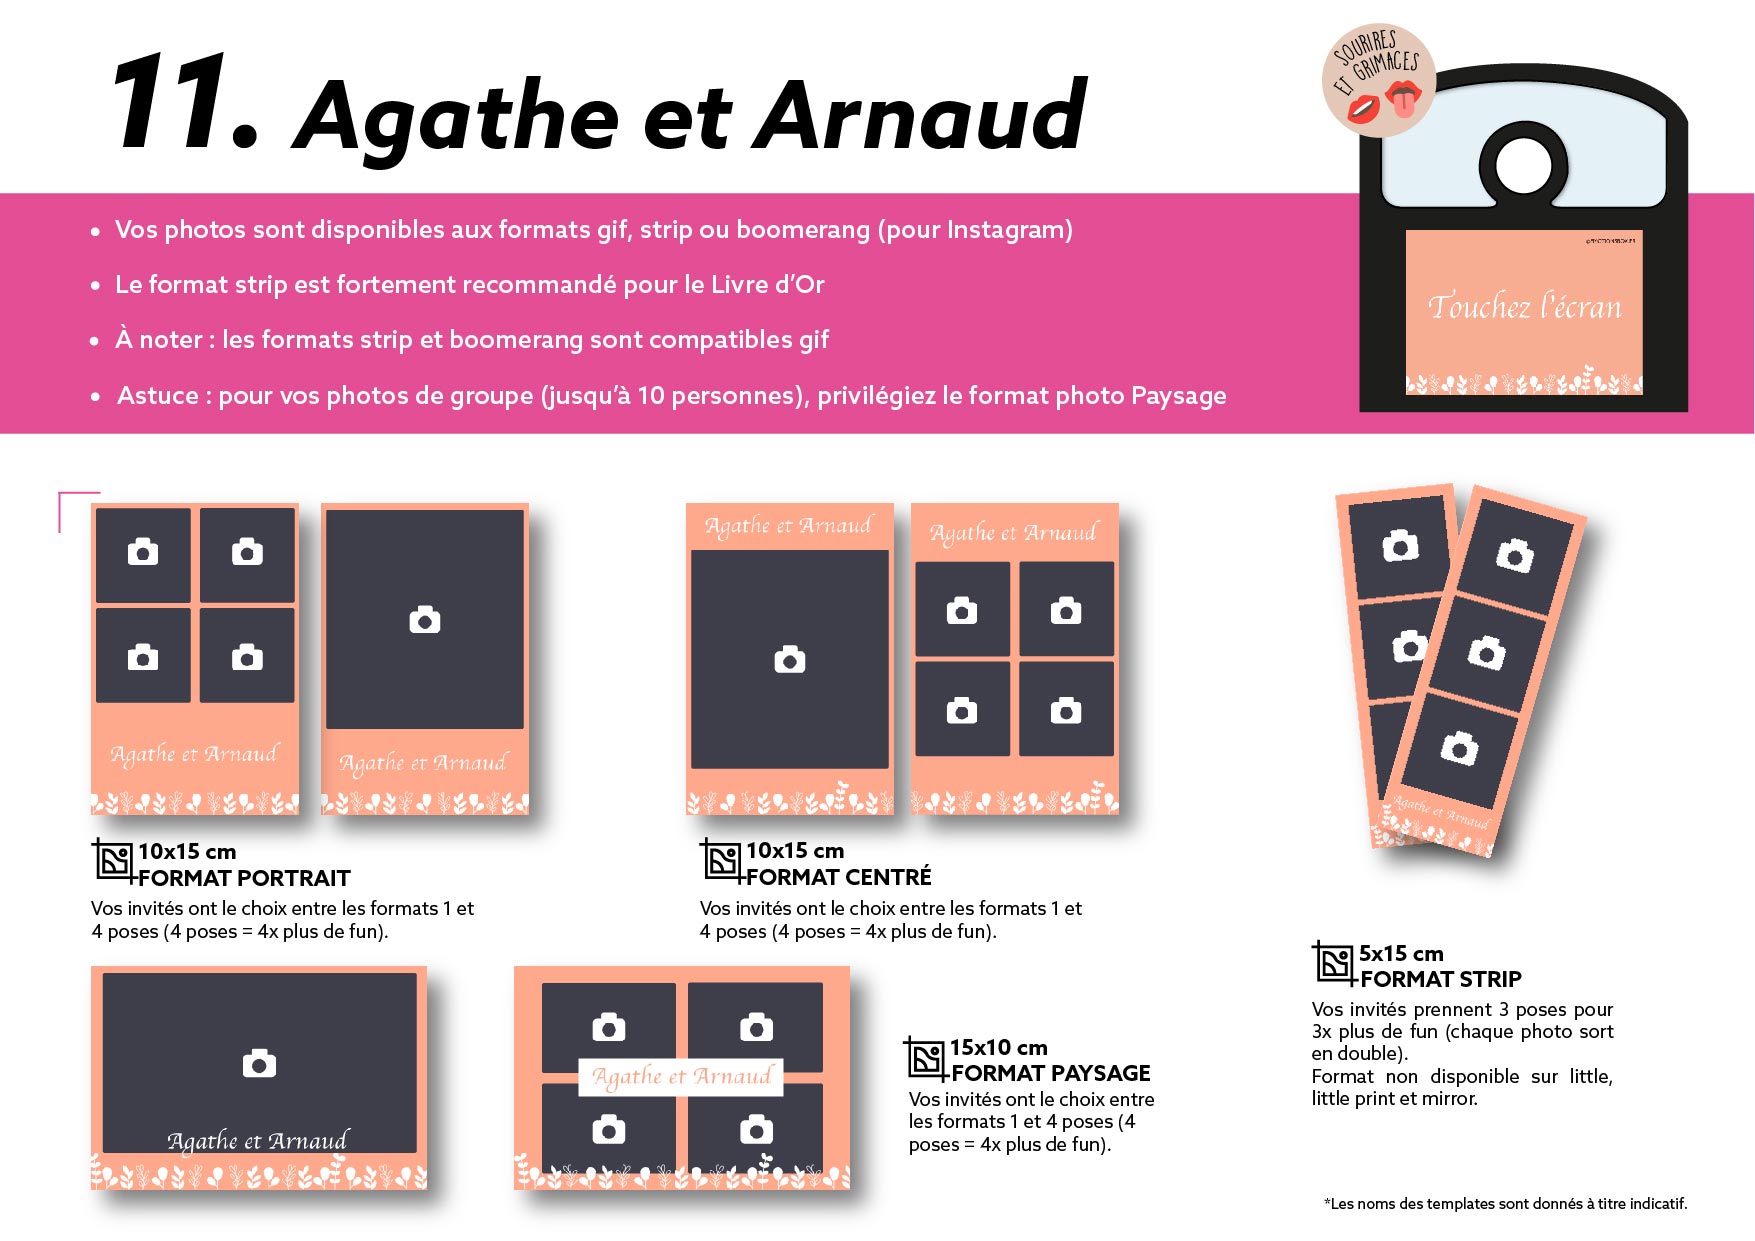 11. Agathe et Arnaud
SOURIRES
ET GRIMACES
• Vos photos sont disponibles aux formats gif, strip ou boomerang (pour Instagram)
• Le format strip est fortement recommandé pour le Livre d’Or
• À noter : les formats strip et boomerang sont compatibles gif
• Astuce : pour vos photos de groupe (jusqu’à 10 personnes), privilégiez le format photo Paysage
Touchez l'écran
Agathe et Arnaud
Agathe et Arnaud
10x15 cm
FORMAT PORTRAIT
Vos invités ont le choix entre les formats 1 et
4 poses (4 poses = 4x plus de fun).
Agathe et Arnaud
Agathe et Arnaud
10x15 cm
FORMAT CENTRÉ
Vos invités ont le choix entre les formats 1 et
4 poses (4 poses = 4x plus de fun).
Agathe et Arnaud
5x15 cm
FORMAT STRIP
Vos invités prennent 3 poses pour
3x plus de fun (chaque photo sort
en double).
Format non disponible sur little,
little print et mirror.
Agathe et Arnaud
Agathe et Arnaud
15x10 cm
FORMAT PAYSAGE
Vos invités ont le choix entre
les formats 1 et 4 poses (4
poses = 4x plus de fun).
*Les noms des templates sont donnés à titre indicatif.